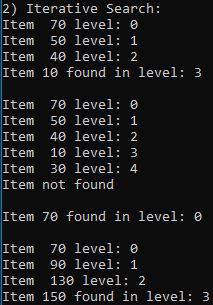 2) Iterative Search:
Item  70 level: 0
Item  50 level: 1
Item  40 level: 2
Item 10 found in level: 3

Item  70 level: 0
Item  50 level: 1
Item  40 level: 2
Item  10 level: 3
Item  30 level: 4
Item not found

Item 70 found in level: 0

Item  70 level: 0
Item  90 level: 1
Item  130 level: 2
Item 150 found in level: 3